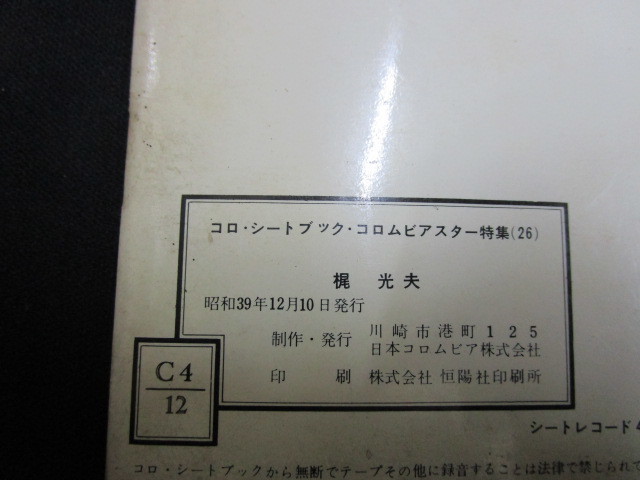 コロ・シートブック・コロムビアスター特集(26)
梶 光夫
昭和39年12月10日発行
制作・発行 川崎市港町125
日本コロムビア株式会社
印 刷 株式会社 恒陽社印刷所
C4
12
シートレコード4
コロ・シートブックから無断でテープその他に録音することは法律で禁じられて